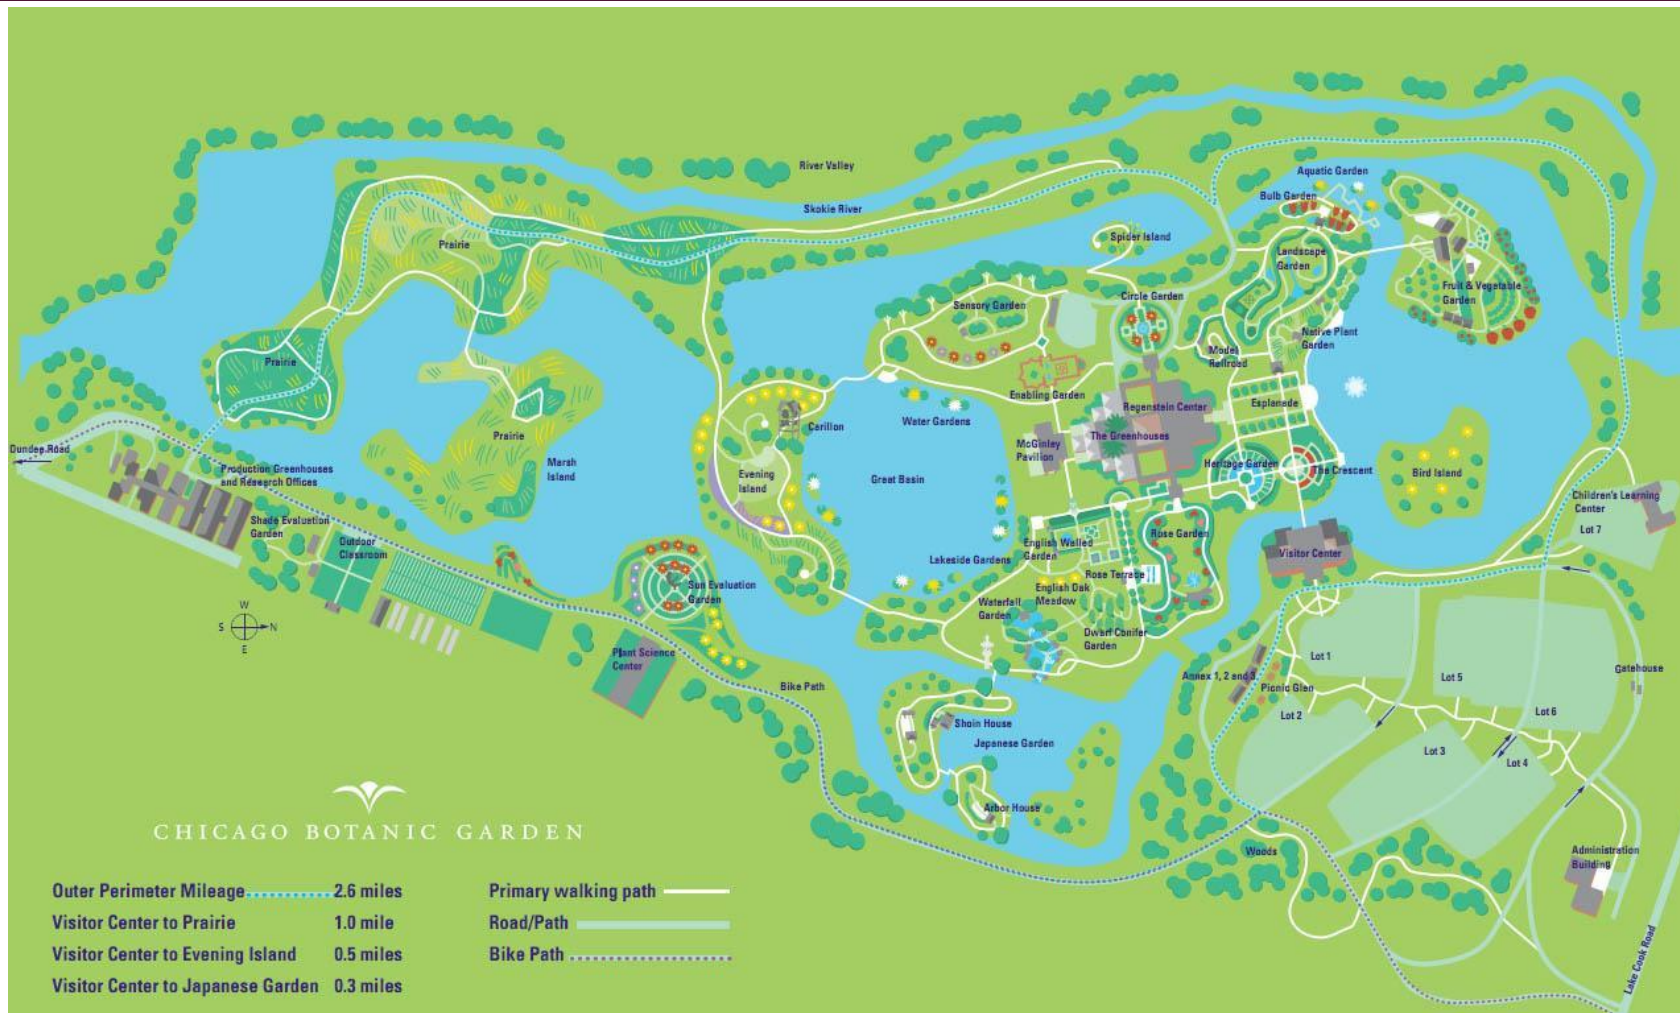 River Valley
Skokie River
Aquatic Garden
Bulb Garden
Spider Island
Landscape
Garden
Prairie
Circle Garden
Fruit & Vegetable
Garden
Sensory Garden
Native Plant
Garden
Model
Railroad
Prairie
Enabling Garden
Regenstein Center
Esplanade
Water Gardens
Carillon
The Greenhouses
McGinley
Pavilion
Prairie
Dundee Road
Marsh
Island
Production Greenhouses
and Research Offices
Evening
Island
Great Basin
Heritage Garden
The Crescent
Bird Island
Children's Learning
Center
Lot 7
Shade Evaluation
Garden
Outdoor
Classroom
English Walled
Garden
Rose Garden
Visitor Center
Lakeside Gardens
Sun Evaluation
Garden
Rose Terrace
English Oak
Meadow
Waterfall
Garden
Dwarf Conifer
Garden
W
S
N
E
Plant Science
Center
Bike Path
Lot 1
Annex 1, 2 and 3
Picnic Glen
Lot 5
Gatehouse
Lot 2
Lot 6
Shoin House
Japanese Garden
Lot 3
Lot 4
Arbor House
Woods
Administration
Building
Lake Cook Road
CHICAGO BOTANIC GARDEN
Outer Perimeter Mileage 2.6 miles
Visitor Center to Prairie 1.0 mile
Visitor Center to Evening Island 0.5 miles
Visitor Center to Japanese Garden 0.3 miles
Primary walking path
Road/Path
Bike Path